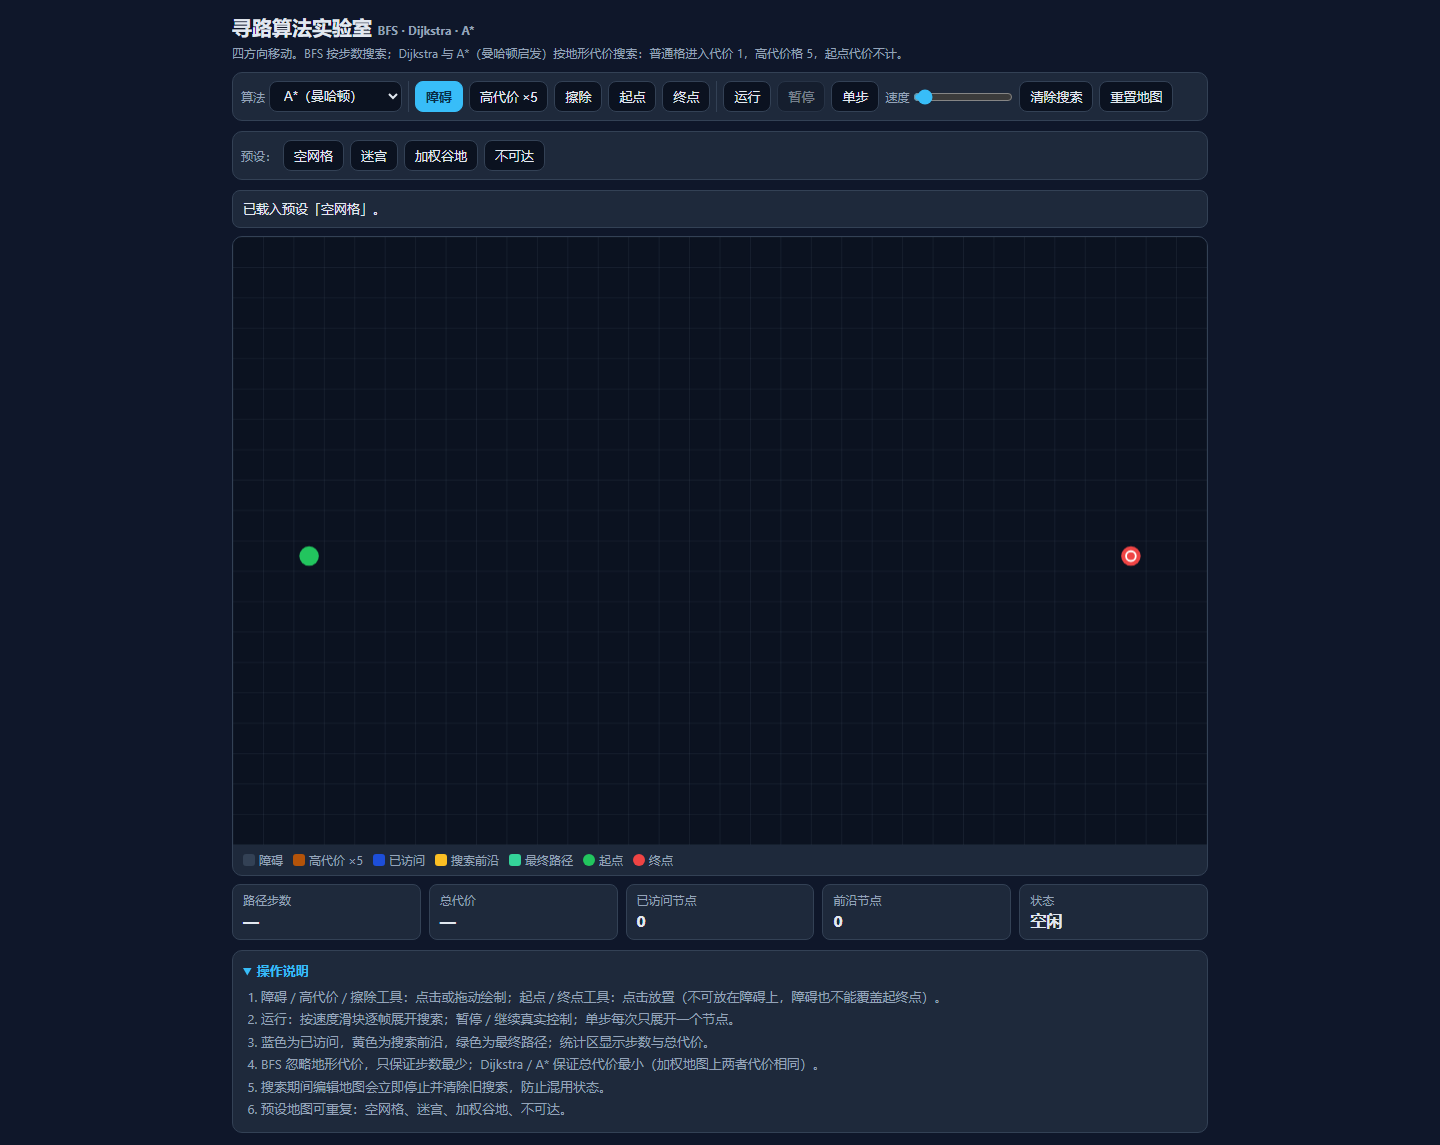 寻路算法实验室 BFS · Dijkstra · A*
四方向移动。BFS 按步数搜索；Dijkstra 与 A*（曼哈顿启发）按地形代价搜索：普通格进入代价 1，高代价格 5，起点代价不计。
算法 A*（曼哈顿） 障碍 高代价 ×5 擦除 起点 终点 运行 暂停 单步 速度 清除搜索 重置地图
预设： 空网格 迷宫 加权谷地 不可达
已载入预设「空网格」。
障碍 高代价 ×5 已访问 搜索前沿 最终路径 起点 终点
路径步数 总代价 已访问节点 前沿节点 状态
— — 0 0 空闲
▼ 操作说明
1. 障碍 / 高代价 / 擦除工具：点击或拖动绘制；起点 / 终点工具：点击放置（不可放在障碍上，障碍也不能覆盖起终点）。
2. 运行：按速度滑块逐帧展开搜索；暂停 / 继续真实控制；单步每次只展开一个节点。
3. 蓝色为已访问，黄色为搜索前沿，绿色为最终路径；统计区显示步数与总代价。
4. BFS 忽略地形代价，只保证步数最少；Dijkstra / A* 保证总代价最小（加权地图上两者代价相同）。
5. 搜索期间编辑地图会立即停止并清除旧搜索，防止混用状态。
6. 预设地图可重复：空网格、迷宫、加权谷地、不可达。